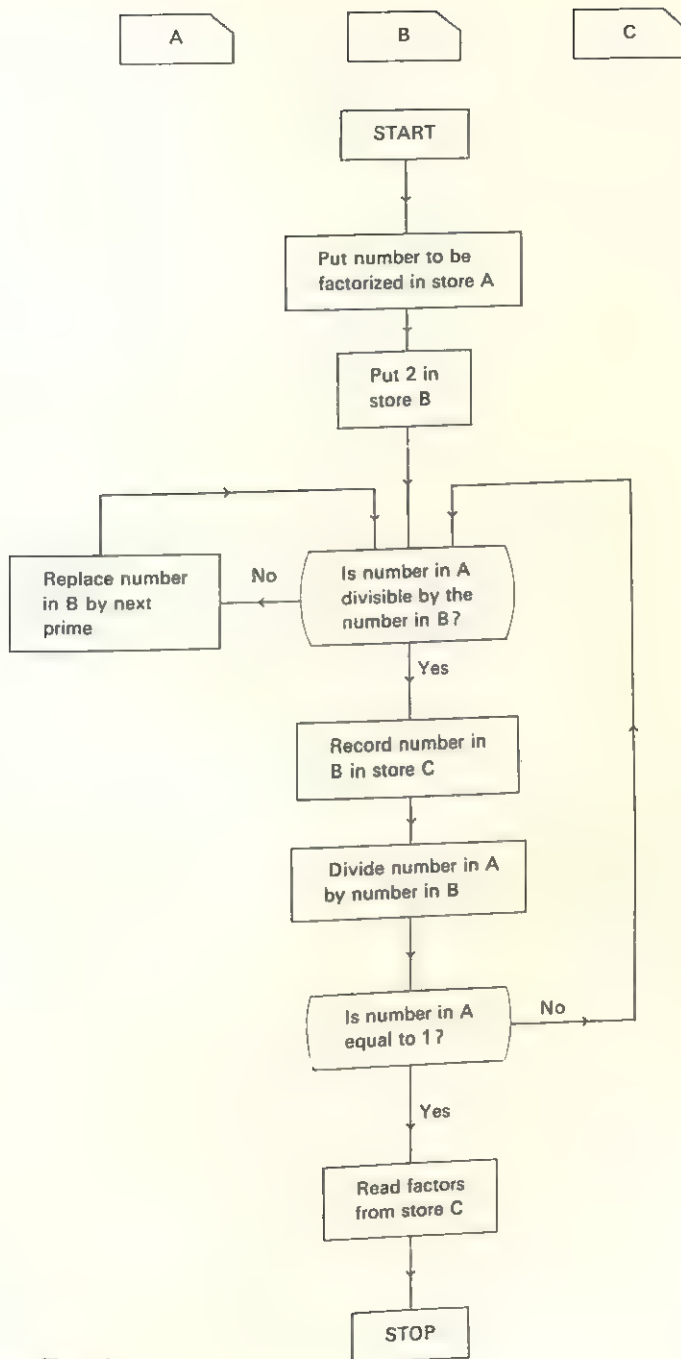 A
B
C
START
Put number to be
factorized in store A
Put 2 in
store B
Replace number
in B by next
prime
No
Is number in A
divisible by the
number in B?
Yes
Record number in
B in store C
Divide number in A
by number in B
Is number in A
equal to 1?
No
Yes
Read factors
from store C
STOP